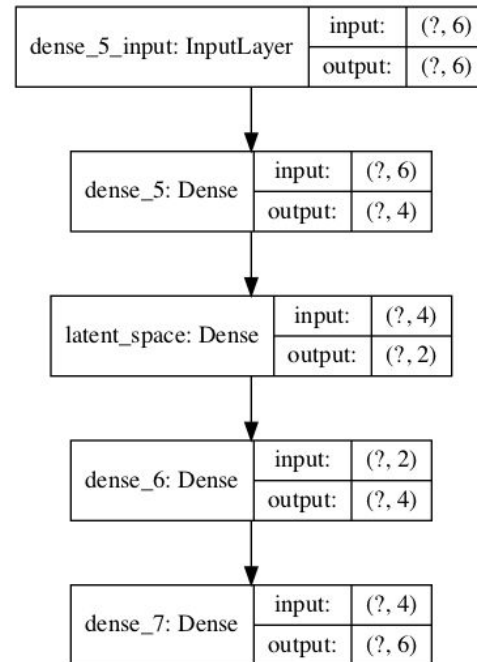 dense_5_input: InputLayer
input: (?, 6)
output: (?, 6)
dense_5: Dense
input: (?, 6)
output: (?, 4)
latent_space: Dense
input: (?, 4)
output: (?, 2)
dense_6: Dense
input: (?, 2)
output: (?, 4)
dense_7: Dense
input: (?, 4)
output: (?, 6)